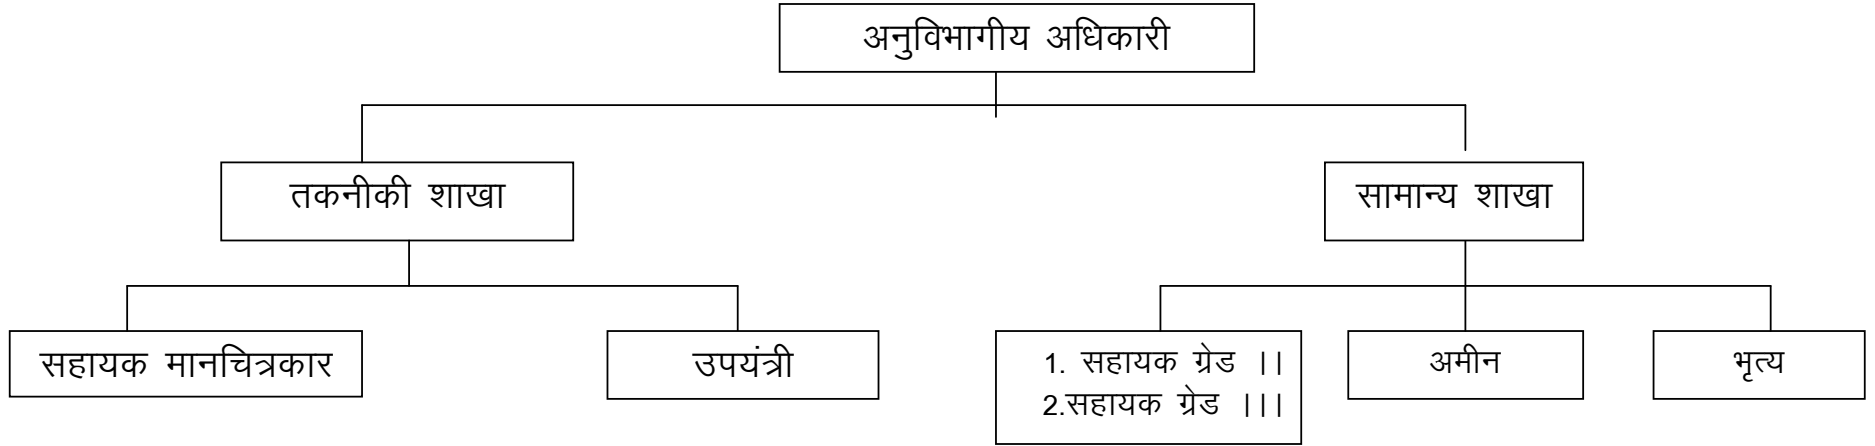 अनुविभागीय अधिकारी
तकनीकी शाखा
सामान्य शाखा
सहायक मानचित्रकार
उपयंत्री
1. सहायक ग्रेड ।।
2.सहायक ग्रेड ।।।
अमीन
भृत्य